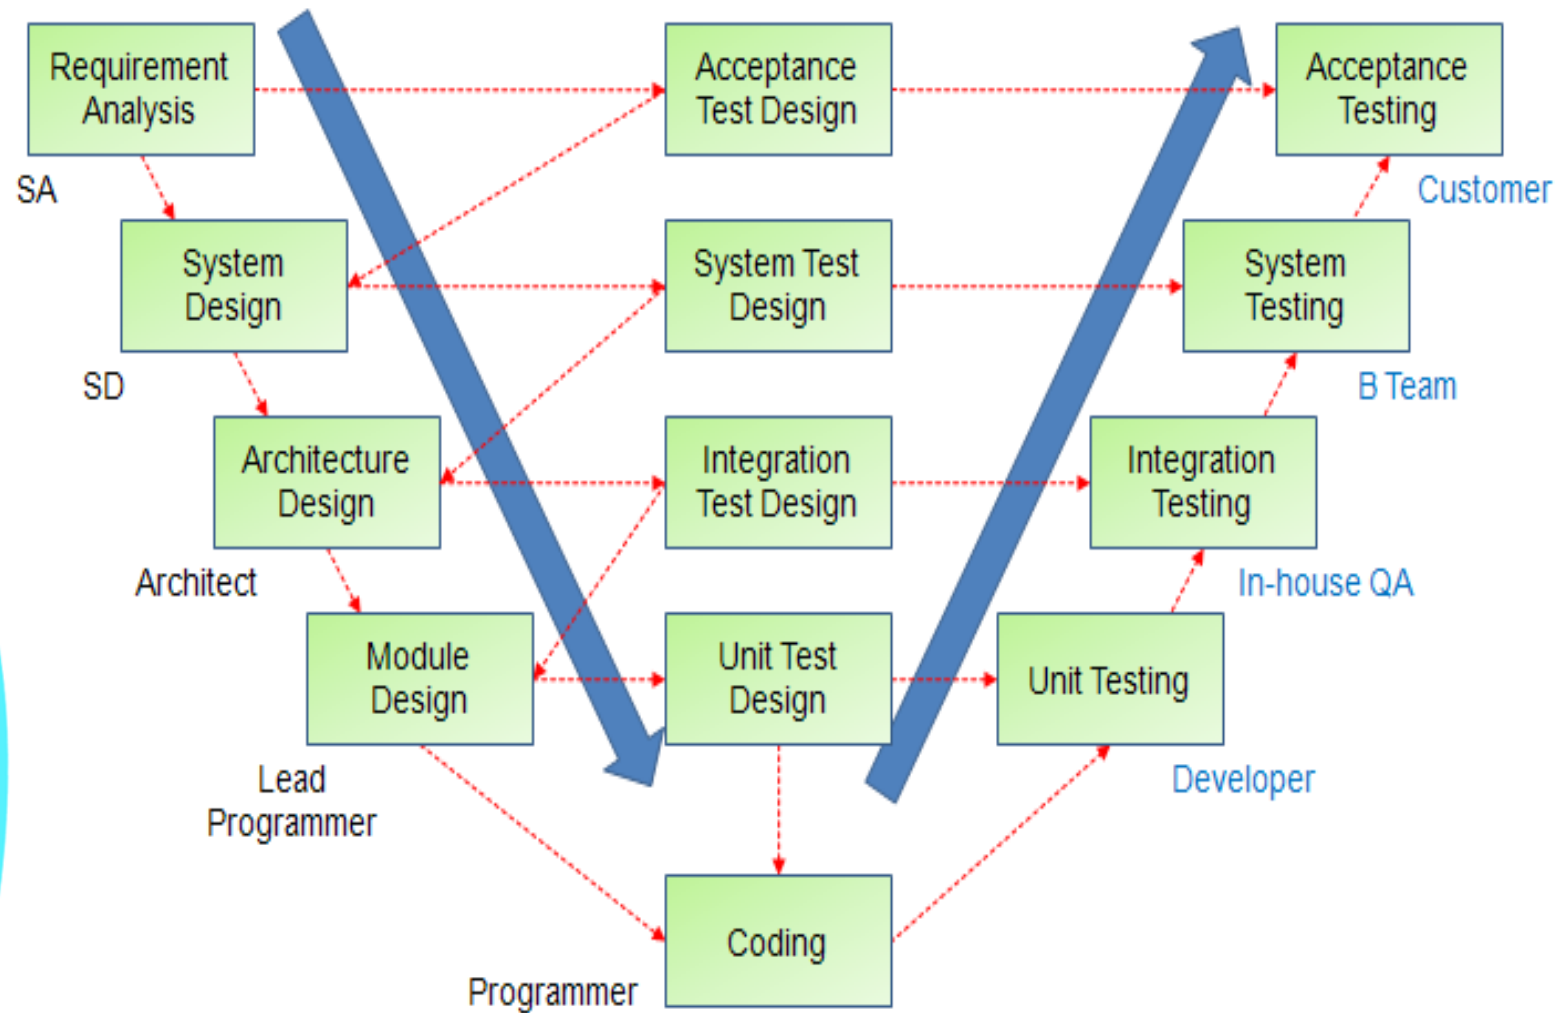 Requirement
Analysis
Acceptance
Test Design
Acceptance
Testing
SA
Customer
System
Design
System Test
Design
System
Testing
SD
B Team
Architecture
Design
Integration
Test Design
Integration
Testing
Architect
In-house QA
Module
Design
Unit Test
Design
Unit Testing
Lead
Programmer
Developer
Coding
Programmer